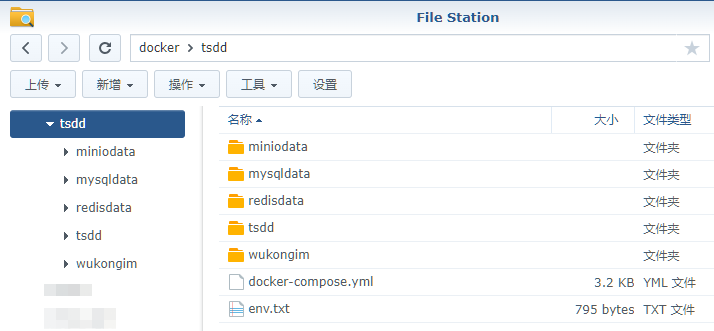 File Station
docker > tsdd
上传 新增 操作 工具 设置
tsdd
miniodata
mysqldata
redisdata
tsdd
wukongim
名称 大小 文件类型
miniodata 文件夹
mysqldata 文件夹
redisdata 文件夹
tsdd 文件夹
wukongim 文件夹
docker-compose.yml 3.2 KB YML 文件
env.txt 795 bytes TXT 文件